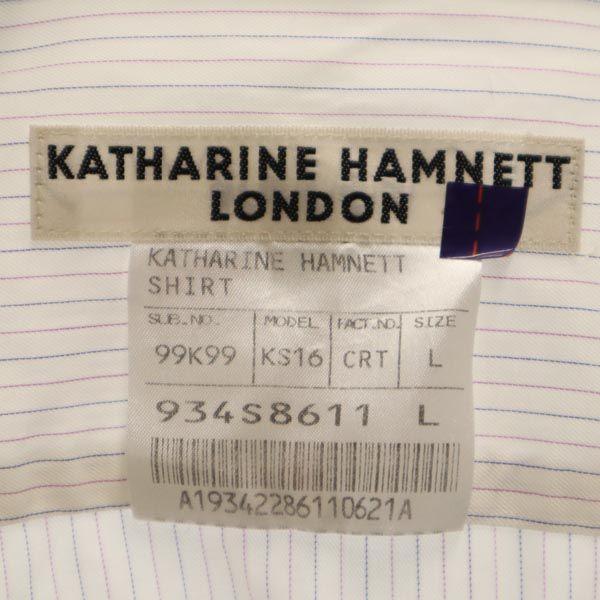 KATHARINE HAMNETT
LONDON
KATHARINE HAMNETT
SHIRT
SUB.NO. MODEL FACT.NO. SIZE
99K99 KS16 CRT L
934S8611 L
A19342286110621A